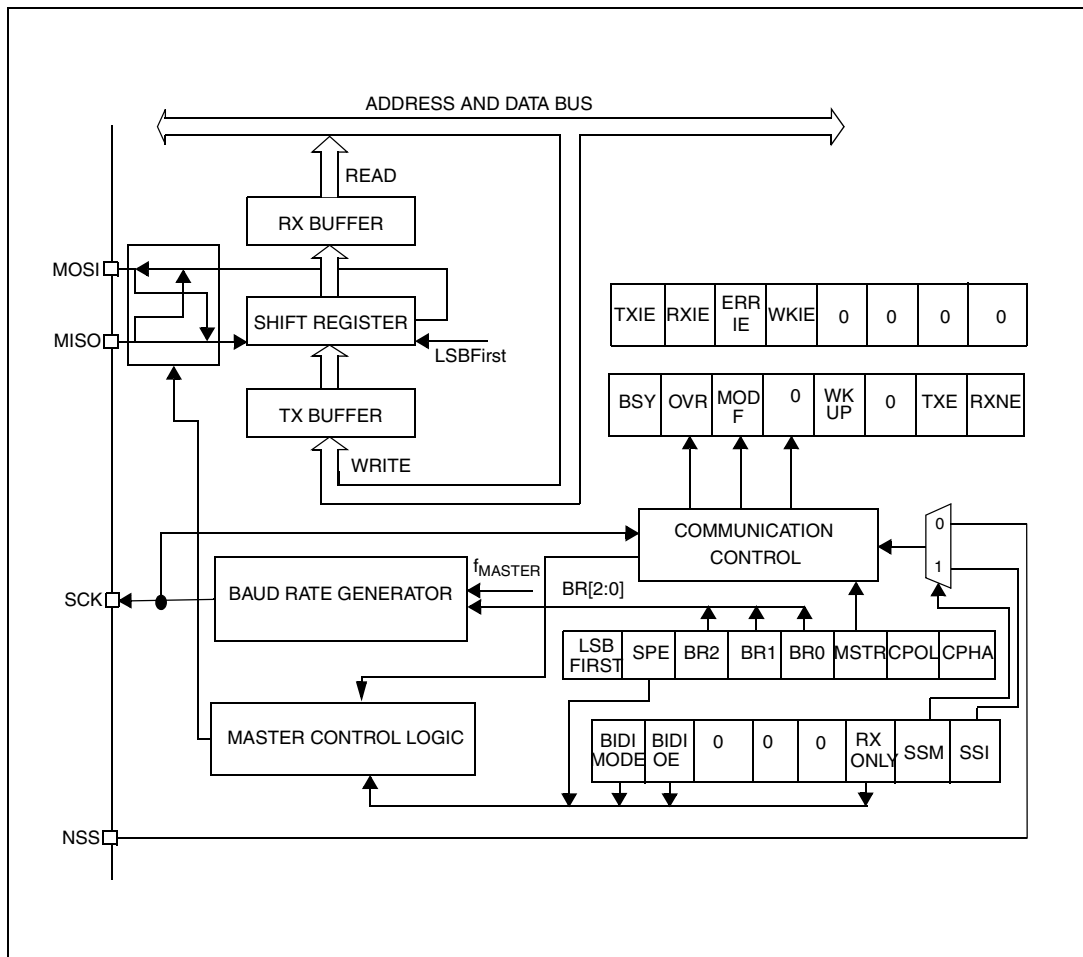 ADDRESS AND DATA BUS
READ
RX BUFFER
MOSI
SHIFT REGISTER
MISO
LSBFirst
TX BUFFER
WRITE
TXIE RXIE ERR IE WKIE 0 0 0 0
BSY OVR MOD F 0 WK UP 0 TXE RXNE
COMMUNICATION
CONTROL
0
1
fMASTER
BAUD RATE GENERATOR
BR[2:0]
SCK
LSB FIRST SPE BR2 BR1 BR0 MSTR CPOL CPHA
MASTER CONTROL LOGIC
BIDI MODE BIDI OE 0 0 0 RX ONLY SSM SSI
NSS